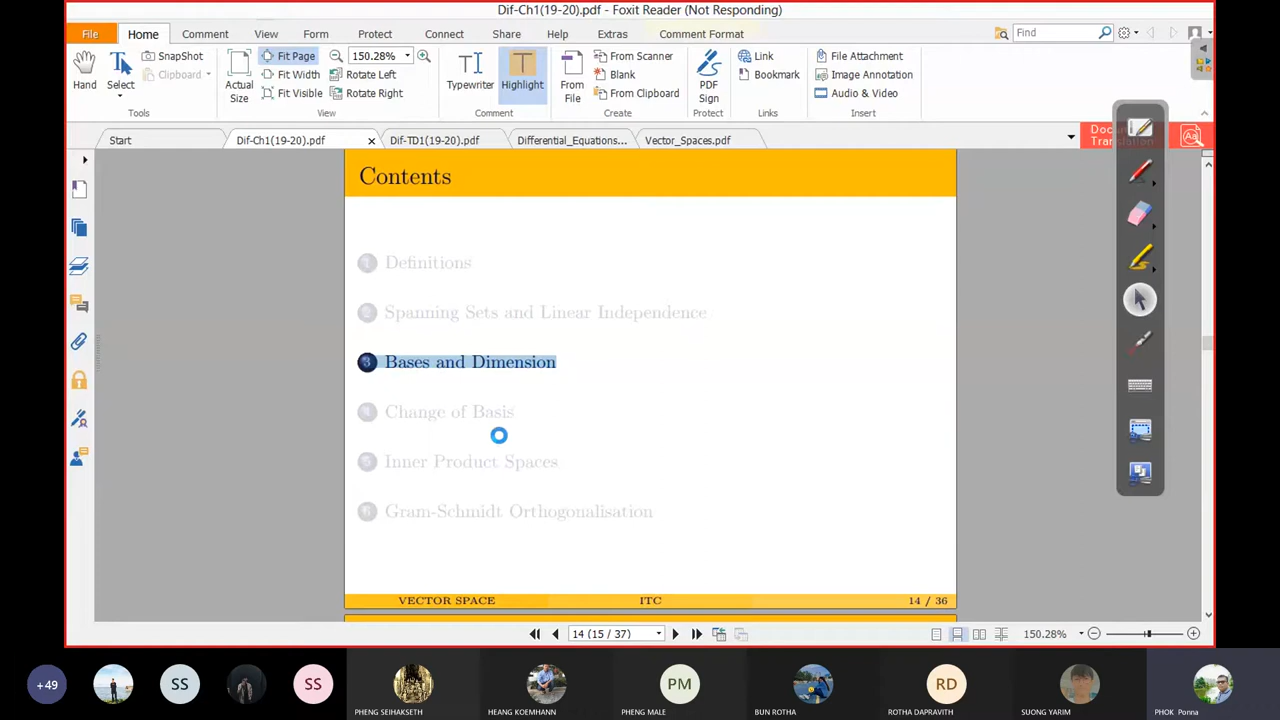 Dif-Ch1(19-20).pdf - Foxit Reader (Not Responding)
File Home Comment View Form Protect Connect Share Help Extras Comment Format Find
Hand
Select
SnapShot
Clipboard
Tools
Actual Size
Fit Page
Fit Width
Fit Visible
150.28%
Rotate Left
Rotate Right
View
Typewriter
Highlight
Comment
From File
From Scanner
Blank
From Clipboard
Create
PDF Sign
Protect
Link
Bookmark
Links
File Attachment
Image Annotation
Audio & Video
Insert
Start Dif-Ch1(19-20).pdf Dif-TD1(19-20).pdf Differential_Equations... Vector_Spaces.pdf
Contents
1 Definitions
2 Spanning Sets and Linear Independence
3 Bases and Dimension
4 Change of Basis
5 Inner Product Spaces
6 Gram-Schmidt Orthogonalisation
VECTOR SPACE ITC 14 / 36
14 (15 / 37) 150.28%
+49 SS SS PM RD
PHENG SEIHAKSETH HEANG KOEMHANN PHENG MALE BUN ROTHA ROTHA DAPRAVITH SUONG YARIM PHOK Ponna